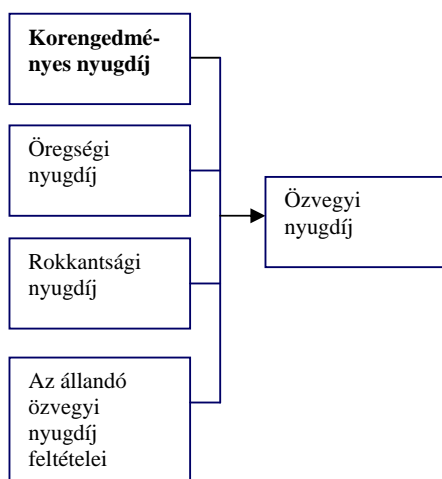 Korengedmé-
nyes nyugdíj
Öregségi
nyugdíj
Özvegyi
nyugdíj
Rokkantsági
nyugdíj
Az állandó
özvegyi
nyugdíj
feltételei